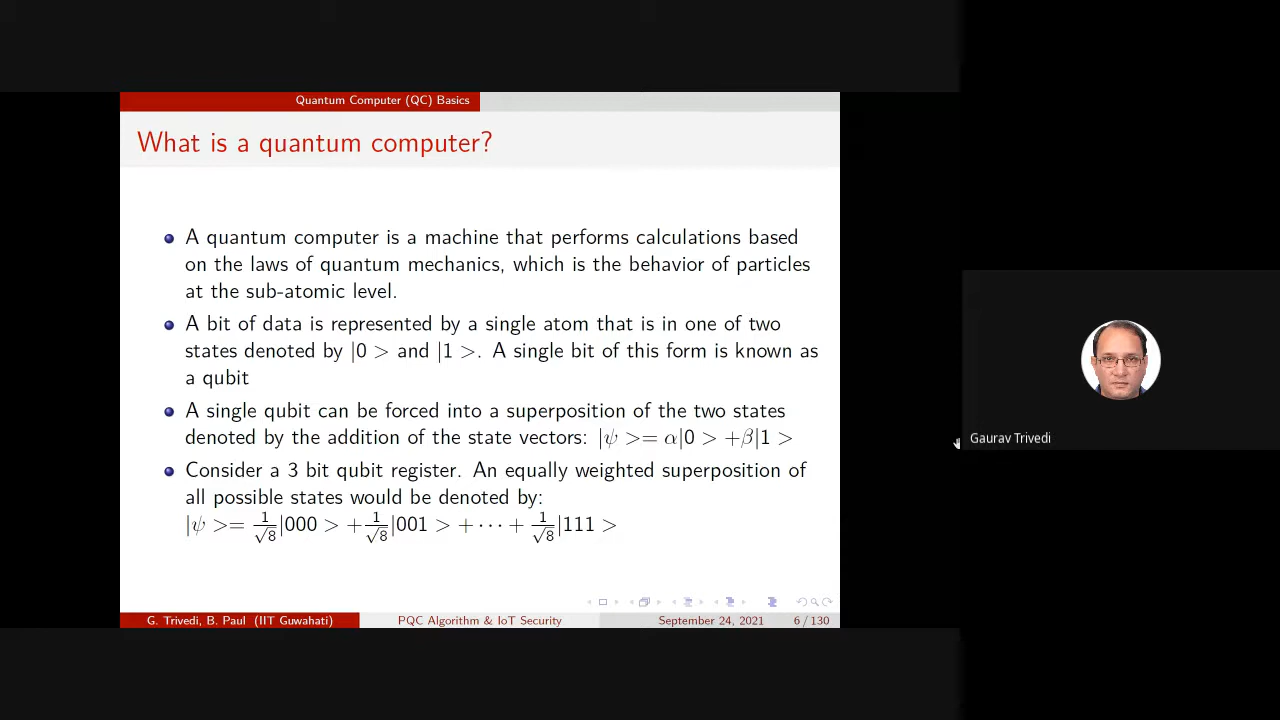 Quantum Computer (QC) Basics
What is a quantum computer?
A quantum computer is a machine that performs calculations based
on the laws of quantum mechanics, which is the behavior of particles
at the sub-atomic level.
A bit of data is represented by a single atom that is in one of two
states denoted by |0 > and |1 >. A single bit of this form is known as
a qubit
A single qubit can be forced into a superposition of the two states
denoted by the addition of the state vectors: |ψ >= α|0 > +β|1 >
Consider a 3 bit qubit register. An equally weighted superposition of
all possible states would be denoted by:
|ψ >= 1/√8|000 > +1/√8|001 > + · · · + 1/√8|111 >
G. Trivedi, B. Paul (IIT Guwahati) PQC Algorithm & IoT Security September 24, 2021 6 / 130
Gaurav Trivedi